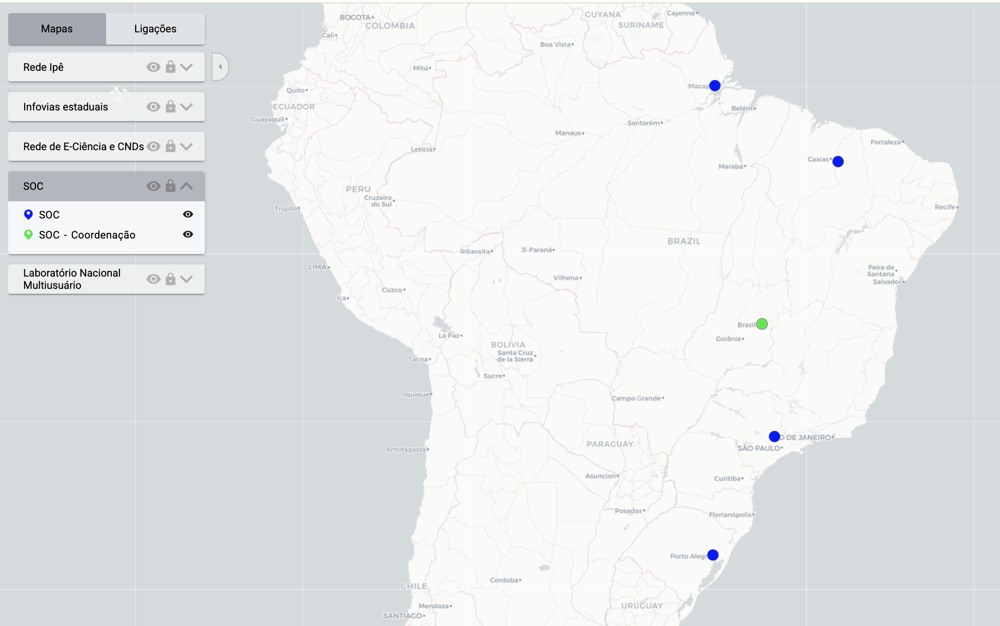 Mapas
Ligações
Rede Ipê
Infovias estaduais
Rede de E-Ciência e CNDs
SOC
SOC
SOC - Coordenação
Laboratório Nacional
Multiusuário
BOGOTA
COLOMBIA
GUYANA
SURINAME
Cayenne
Cali
Boa Vista
Mitú
Macap
Quito
ECUADOR
Belém
Guayaquil
Santarém
Manaus
Leticia
Fortaleza
Caxias
Marabá
PERU
Cruzeiro
do Sul
Trujillo
Recife
BRAZIL
Riberalta
Ji-Paraná
LIMA
Feira de
Santana
Salvador
Vilhena
Cuzco
Ica
Brasíl
La Paz
Goiânia
BOLIVIA
Santa Cruz
de la Sierra
Tacna
Sucre
Iquique
Campo Grande
O DE JANEIRO
PARAGUAY
SÃO PAULO
Antofagasta
Asuncion
Curitiba
Posadas
Florianópolis
Porto Alegr
Cordoba
CHILE
Mendoza
URUGUAY
SANTIAGO